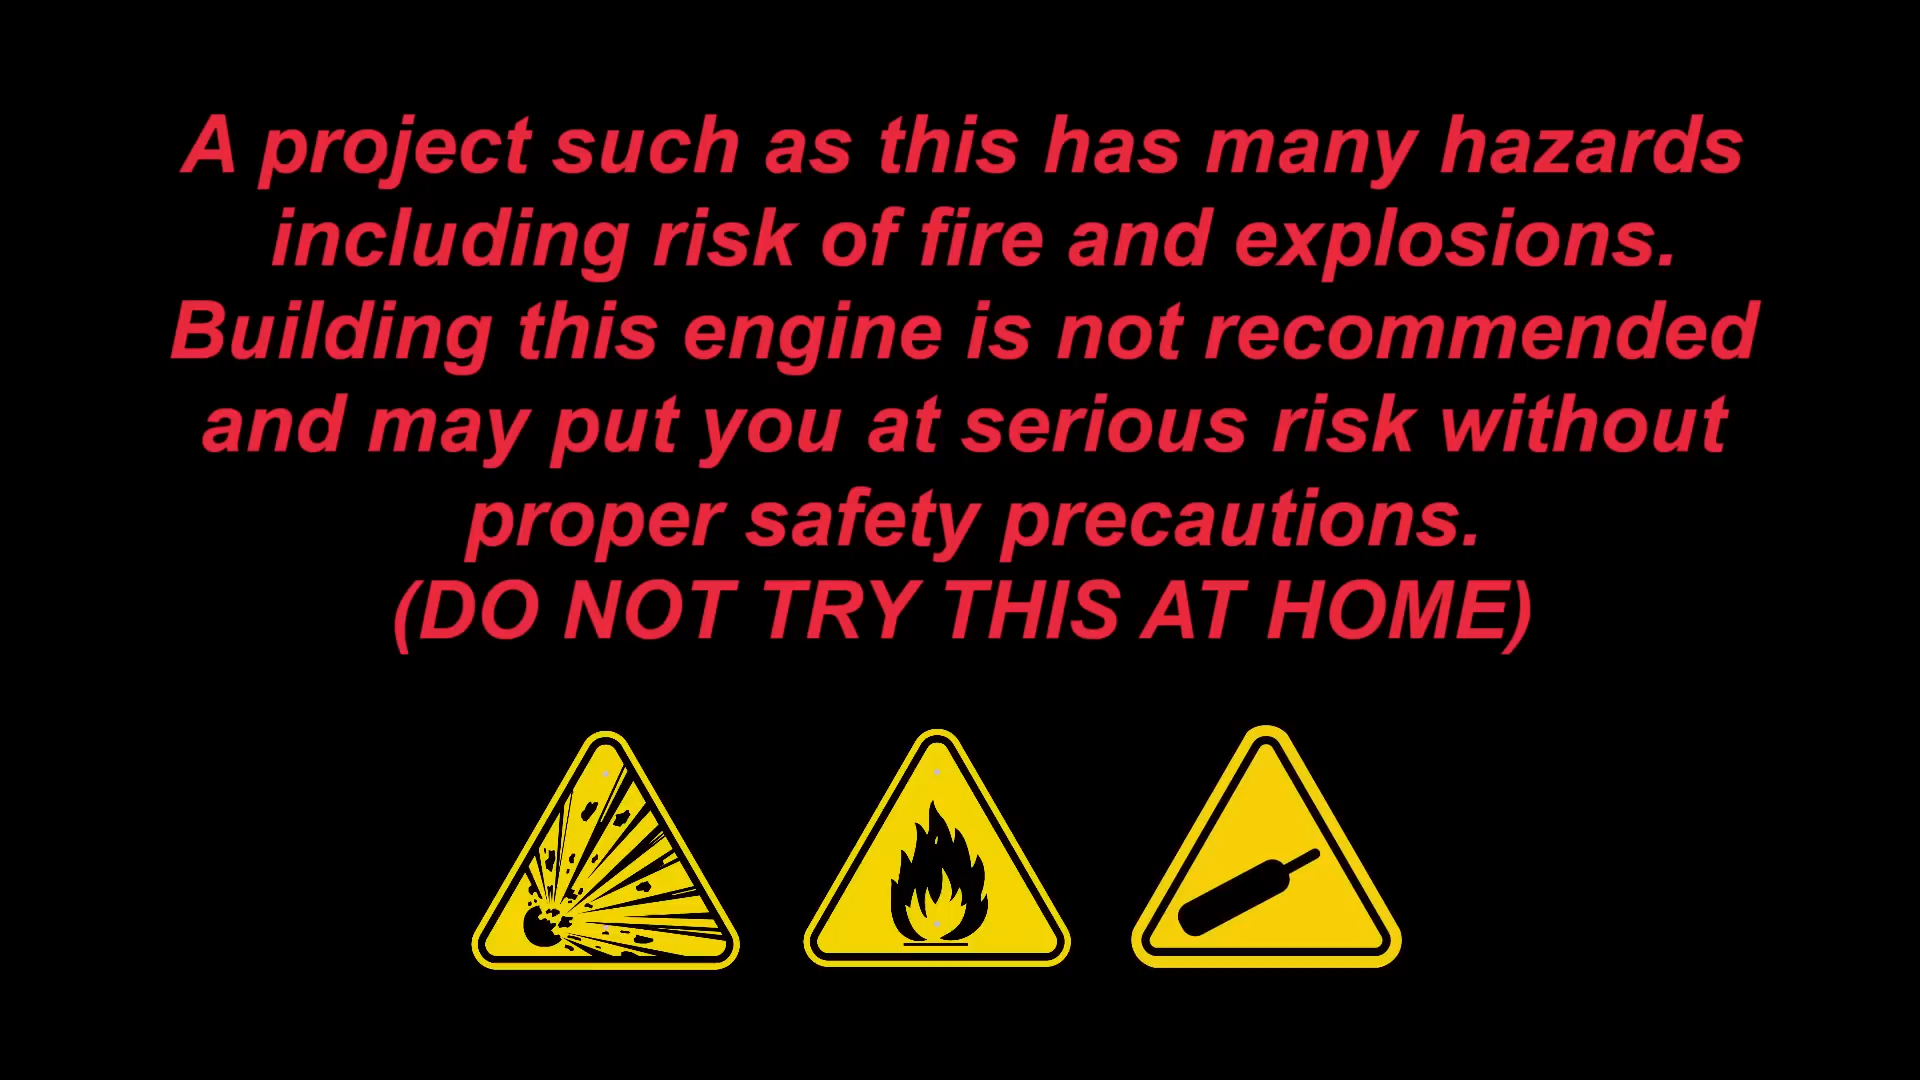 A project such as this has many hazards
including risk of fire and explosions.
Building this engine is not recommended
and may put you at serious risk without
proper safety precautions.
(DO NOT TRY THIS AT HOME)